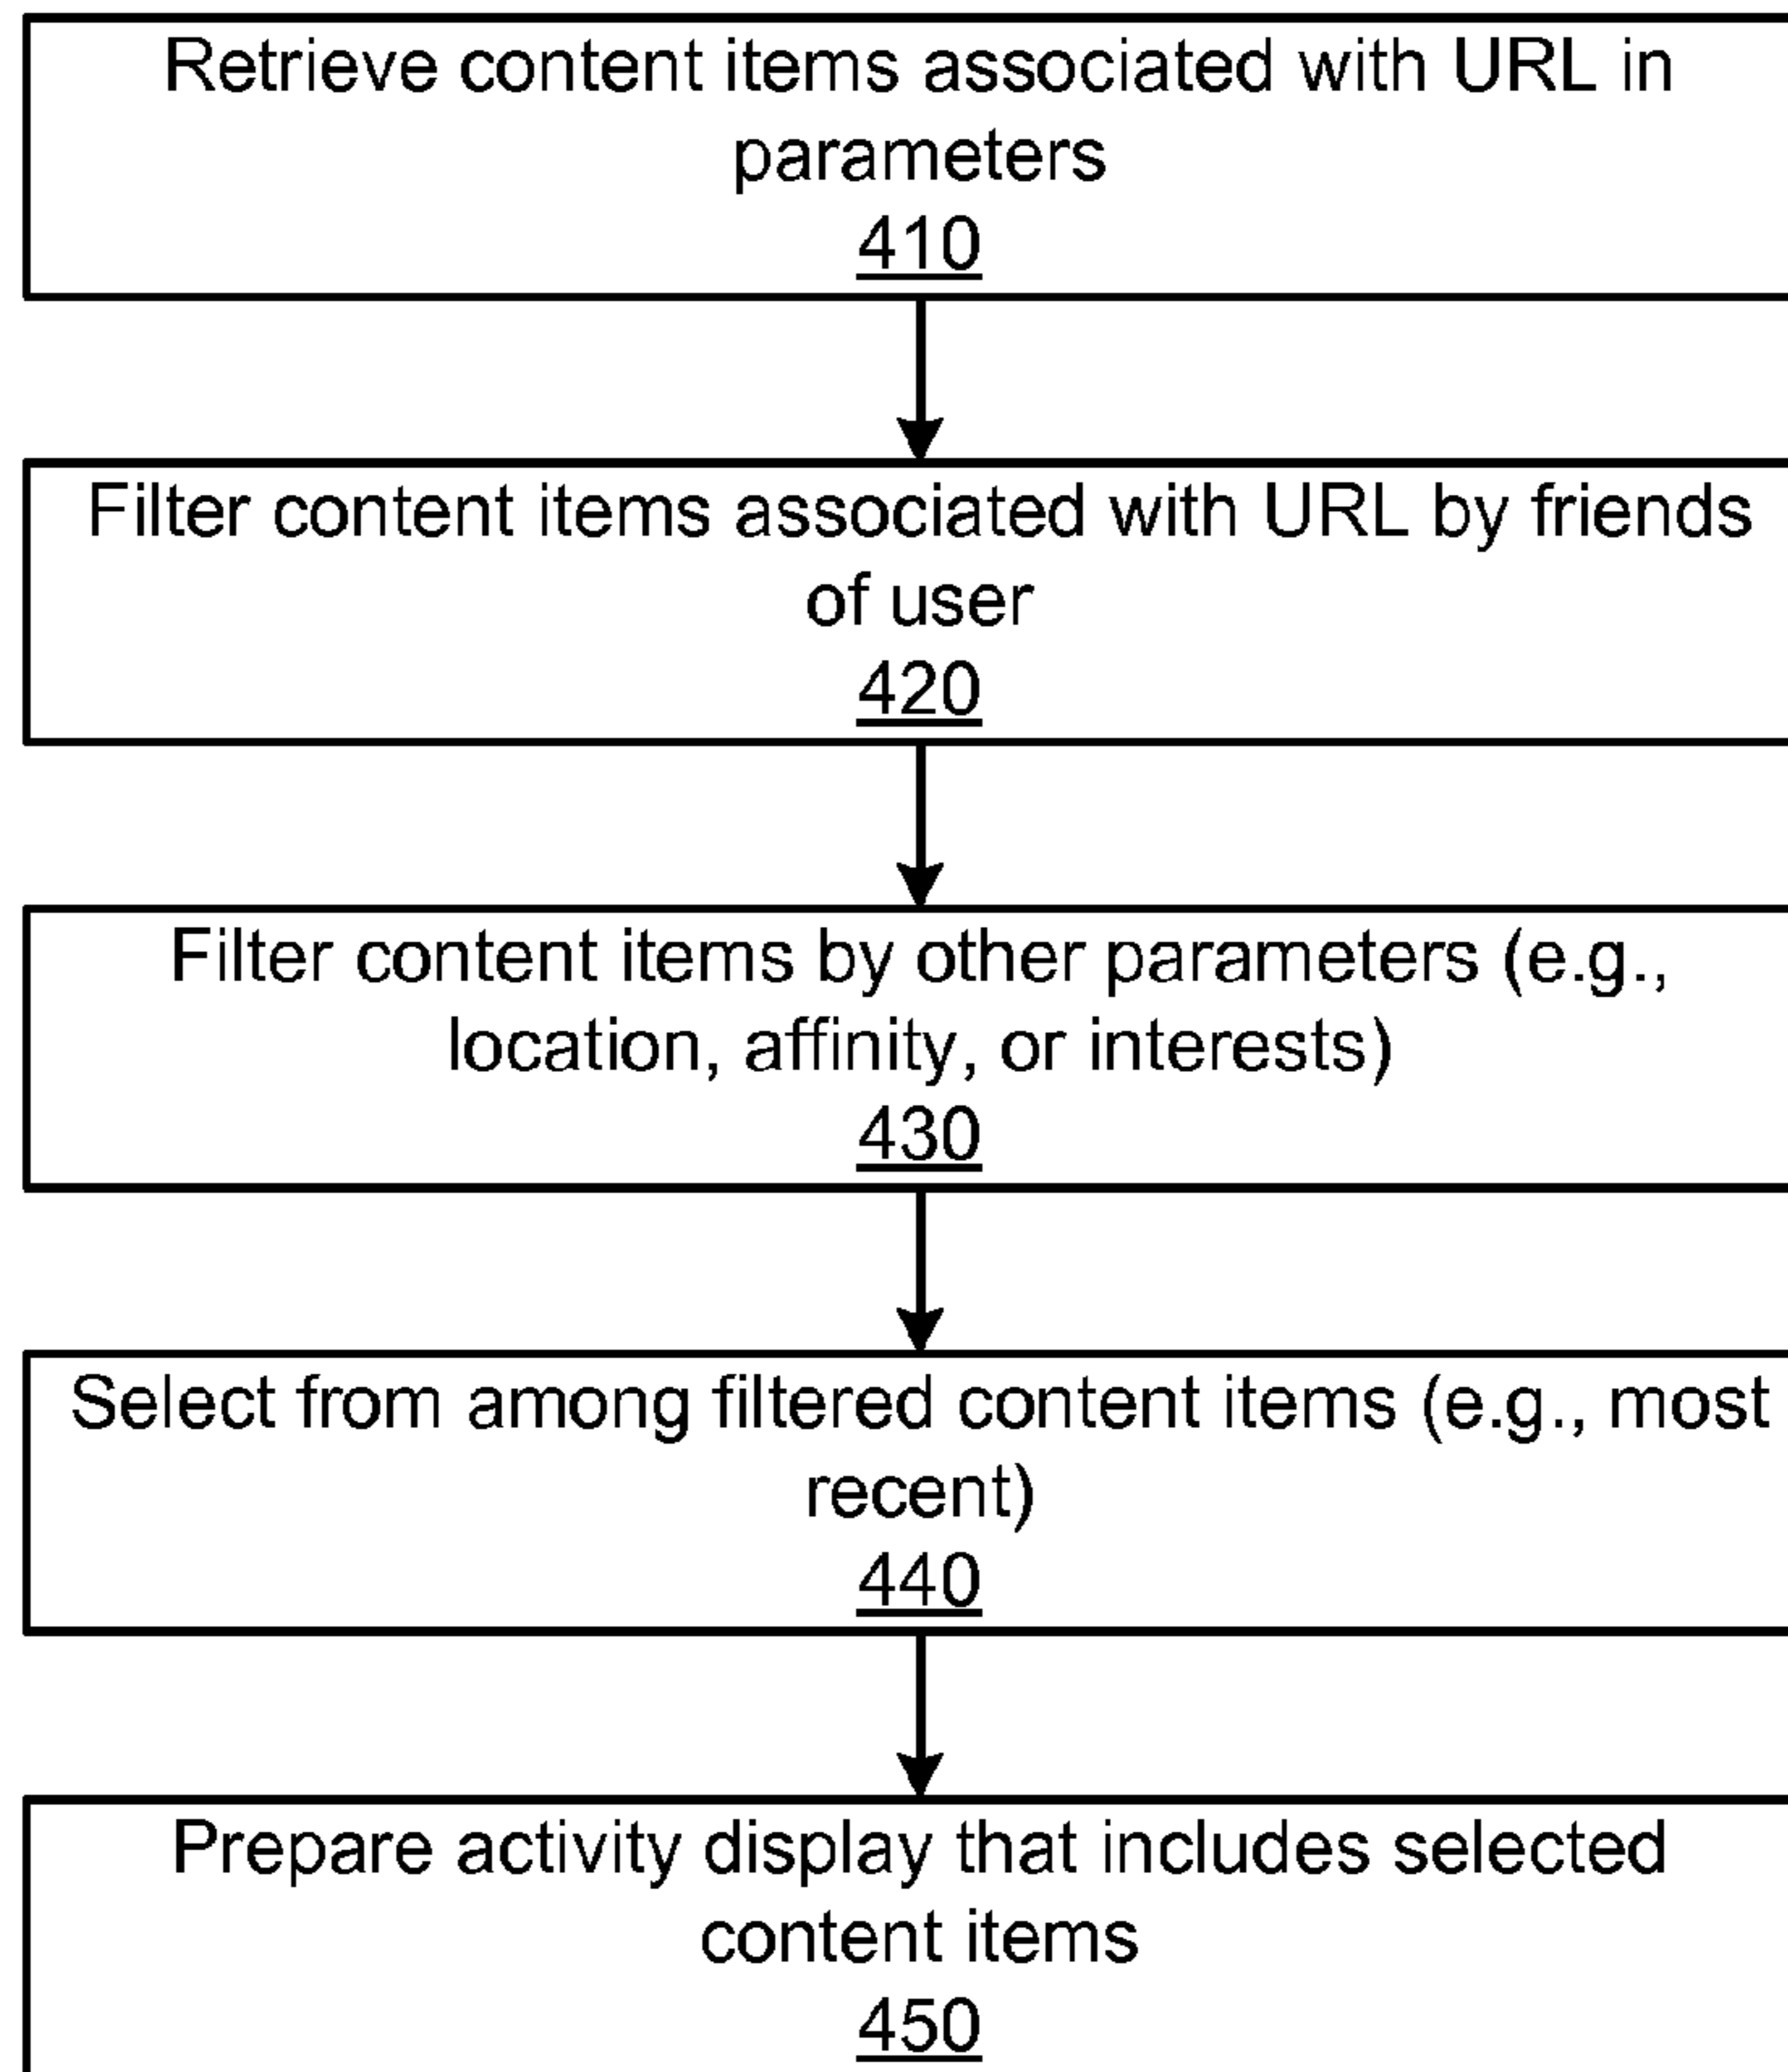 Retrieve content items associated with URL in
parameters
410
Filter content items associated with URL by friends
of user
420
Filter content items by other parameters (e.g.,
location, affinity, or interests)
430
Select from among filtered content items (e.g., most
recent)
440
Prepare activity display that includes selected
content items
450